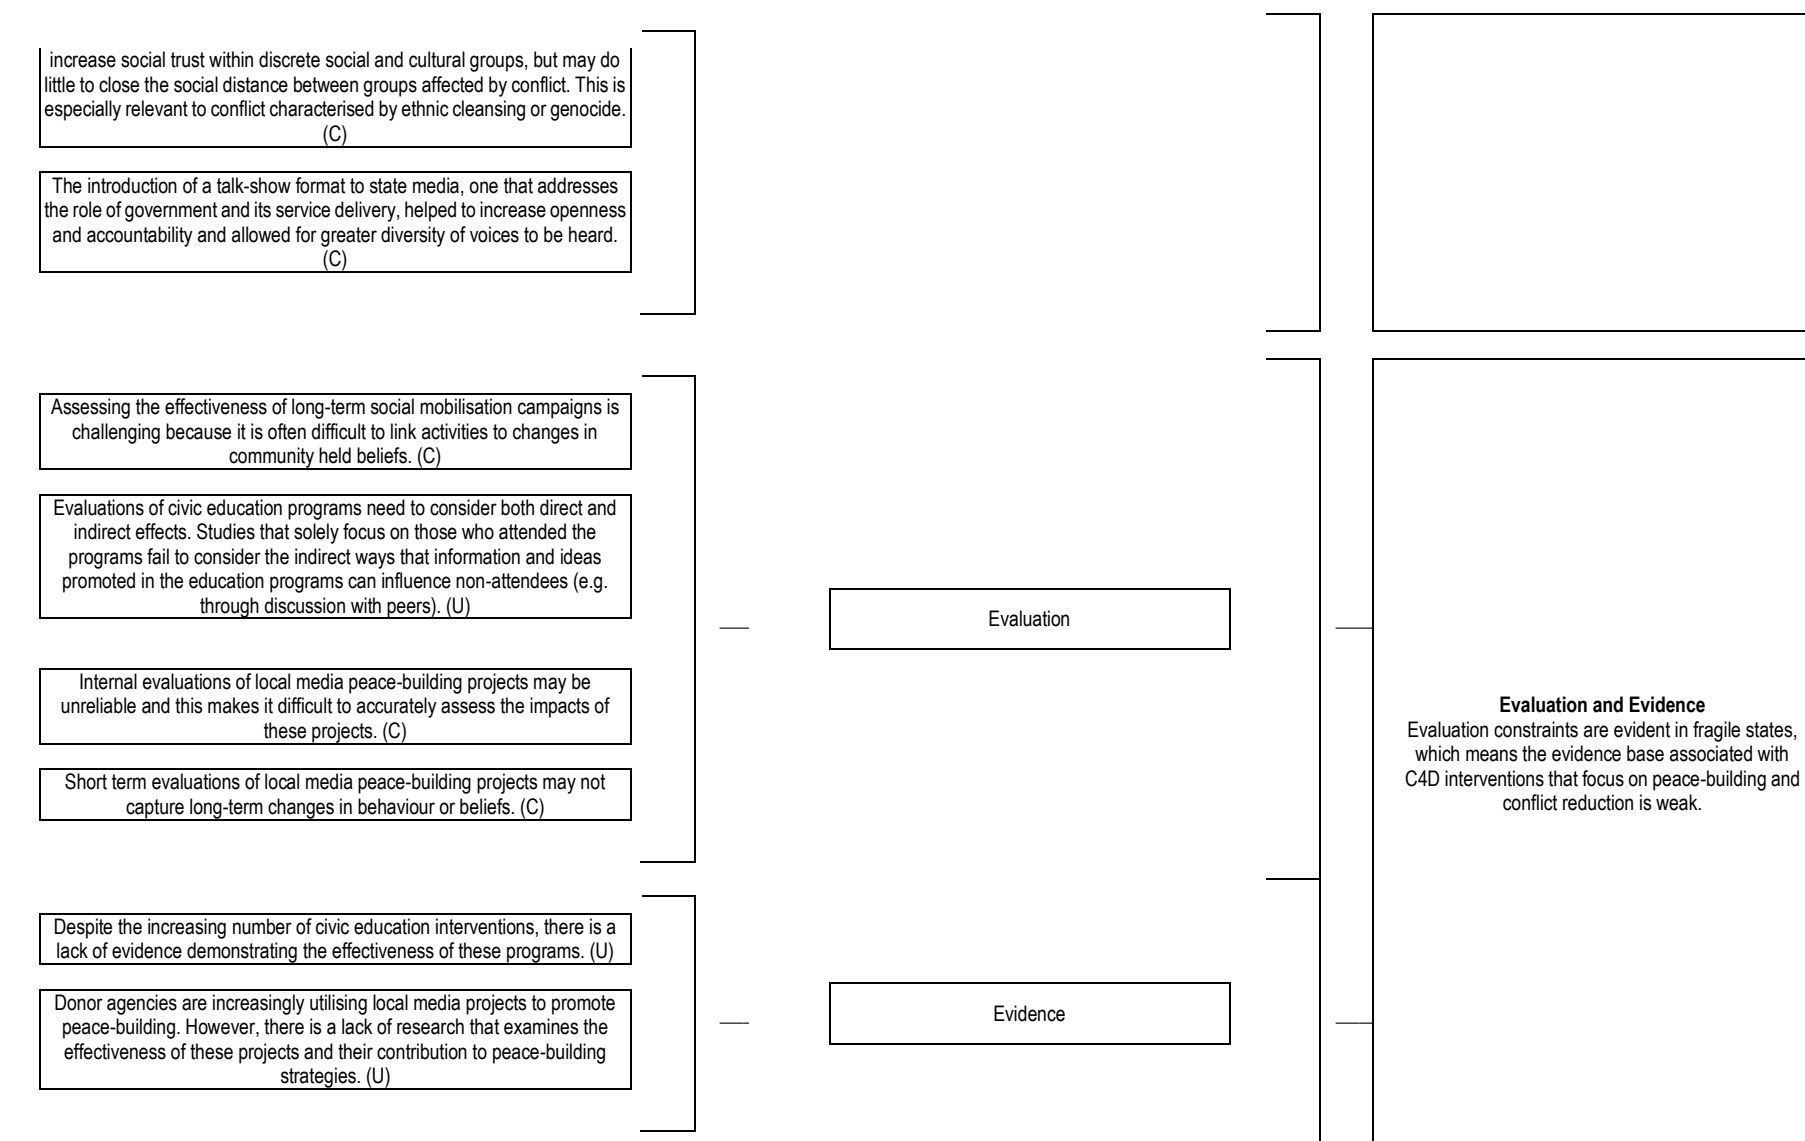 increase social trust within discrete social and cultural groups, but may do
little to close the social distance between groups affected by conflict. This is
especially relevant to conflict characterised by ethnic cleansing or genocide.
(C)
The introduction of a talk-show format to state media, one that addresses
the role of government and its service delivery, helped to increase openness
and accountability and allowed for greater diversity of voices to be heard.
(C)
Assessing the effectiveness of long-term social mobilisation campaigns is
challenging because it is often difficult to link activities to changes in
community held beliefs. (C)
Evaluations of civic education programs need to consider both direct and
indirect effects. Studies that solely focus on those who attended the
programs fail to consider the indirect ways that information and ideas
promoted in the education programs can influence non-attendees (e.g.
through discussion with peers). (U)
Internal evaluations of local media peace-building projects may be
unreliable and this makes it difficult to accurately assess the impacts of
these projects. (C)
Short term evaluations of local media peace-building projects may not
capture long-term changes in behaviour or beliefs. (C)
Evaluation
Despite the increasing number of civic education interventions, there is a
lack of evidence demonstrating the effectiveness of these programs. (U)
Donor agencies are increasingly utilising local media projects to promote
peace-building. However, there is a lack of research that examines the
effectiveness of these projects and their contribution to peace-building
strategies. (U)
Evidence
Evaluation and Evidence
Evaluation constraints are evident in fragile states,
which means the evidence base associated with
C4D interventions that focus on peace-building and
conflict reduction is weak.